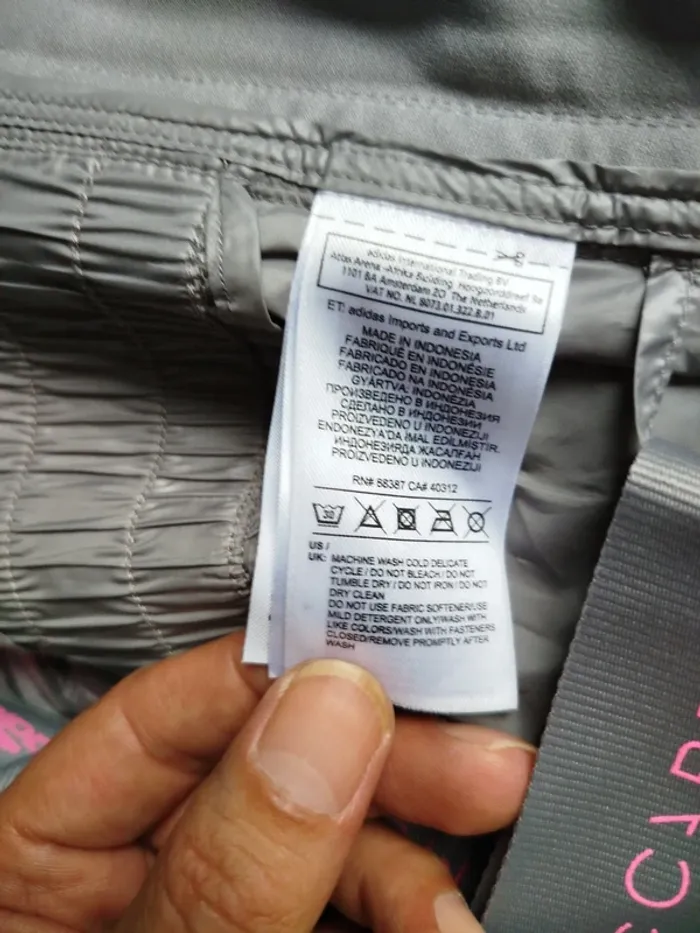 adidas International Trading BV
Atlas Arena -Afrika Building, Hoogoorddreef 9a
1101 BA Amsterdam ZO The Netherlands
VAT NO. NL 8073.01.322.B.01
ET: adidas Imports and Exports Ltd
MADE IN INDONESIA
FABRIQUÉ EN INDONÉSIE
FABRICADO EN INDONESIA
FABRICADO NA INDONÉSIA
GYÁRTVA: INDONÉZIA
ПРОИЗВЕДЕНО В ИНДОНЕЗИЯ
СДЕЛАНО В ИНДОНЕЗИИ
PROIZVEDENO U INDONEZIJI
ENDONEZYA'DA İMAL EDİLMİŞTİR.
ИНДОНЕЗИЯДА ЖАСАЛҒАН
PROIZVEDENO U INDONEZIJI
RN# 88387 CA# 40312
30
US /
UK: MACHINE WASH COLD DELICATE
CYCLE / DO NOT BLEACH / DO NOT
TUMBLE DRY / DO NOT IRON / DO NOT
DRY CLEAN
DO NOT USE FABRIC SOFTENER/USE
MILD DETERGENT ONLY/WASH WITH
LIKE COLORS/WASH WITH FASTENERS
CLOSED/REMOVE PROMPTLY AFTER
WASH